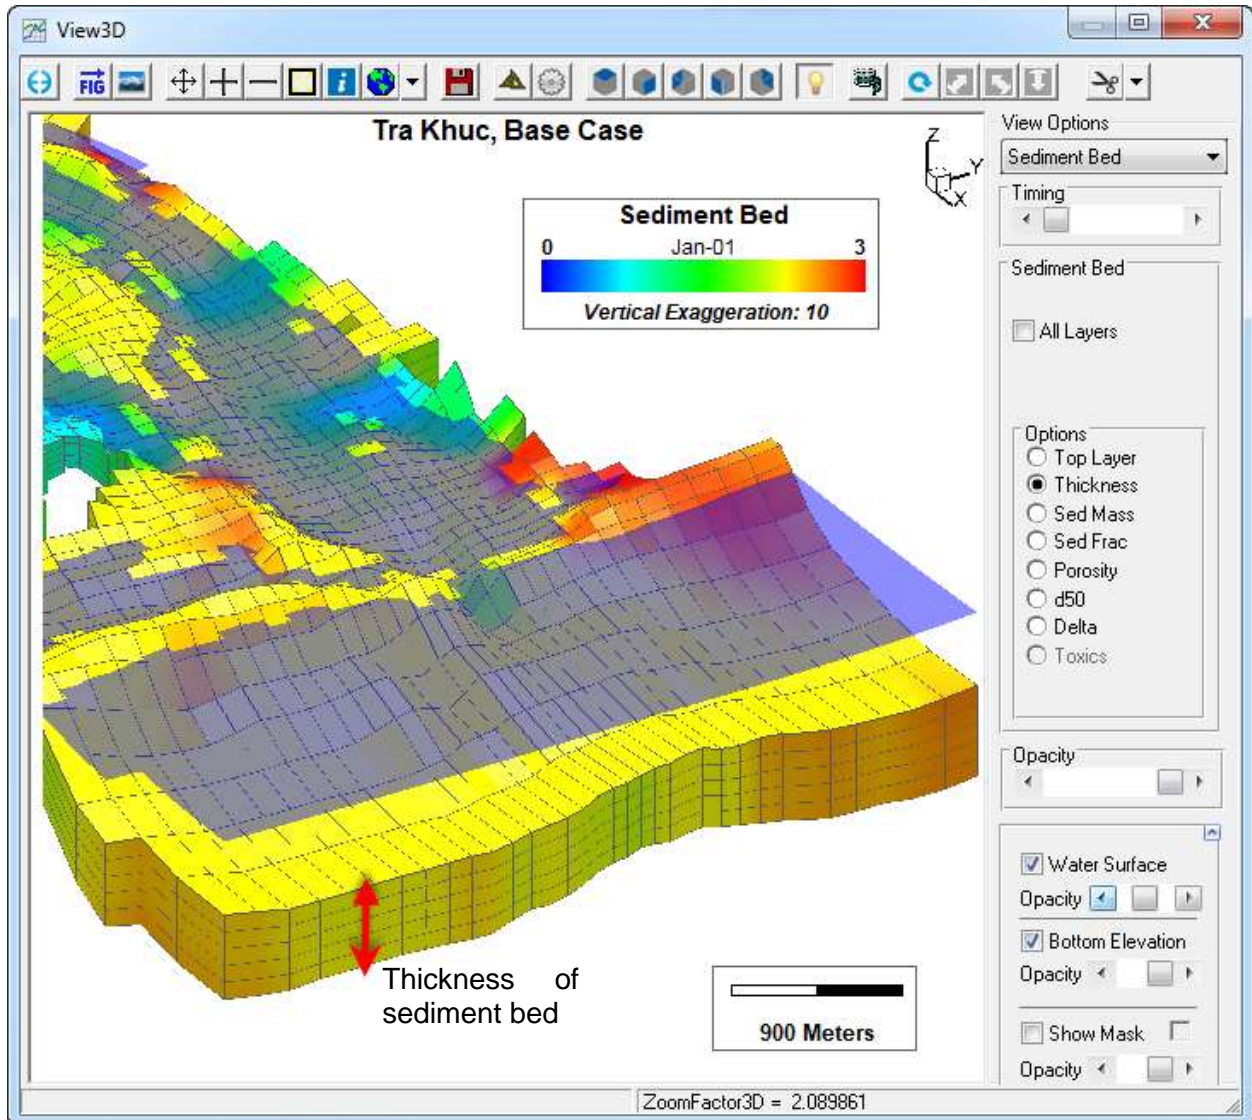 View3D
FIG
Tra Khuc, Base Case
Z
Y
X
Sediment Bed
0 Jan-01 3
Vertical Exaggeration: 10
Thickness of
sediment bed
900 Meters
View Options
Sediment Bed
Timing
Sediment Bed
All Layers
Options
Top Layer
Thickness
Sed Mass
Sed Frac
Porosity
d50
Delta
Toxics
Opacity
Water Surface
Opacity
Bottom Elevation
Opacity
Show Mask
Opacity
ZoomFactor3D = 2.089861